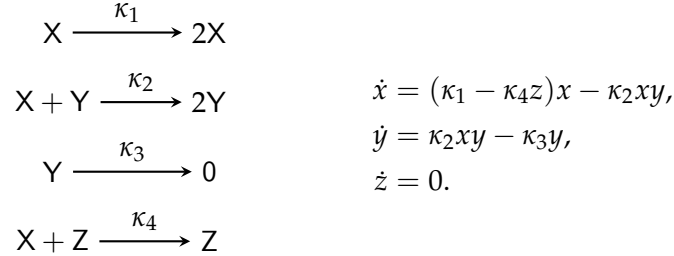 X κ₁→ 2X
X + Y κ₂→ 2Y
Y κ₃→ 0
X + Z κ₄→ Z
ẋ = (κ₁ − κ₄z)x − κ₂xy,
ẏ = κ₂xy − κ₃y,
ż = 0.